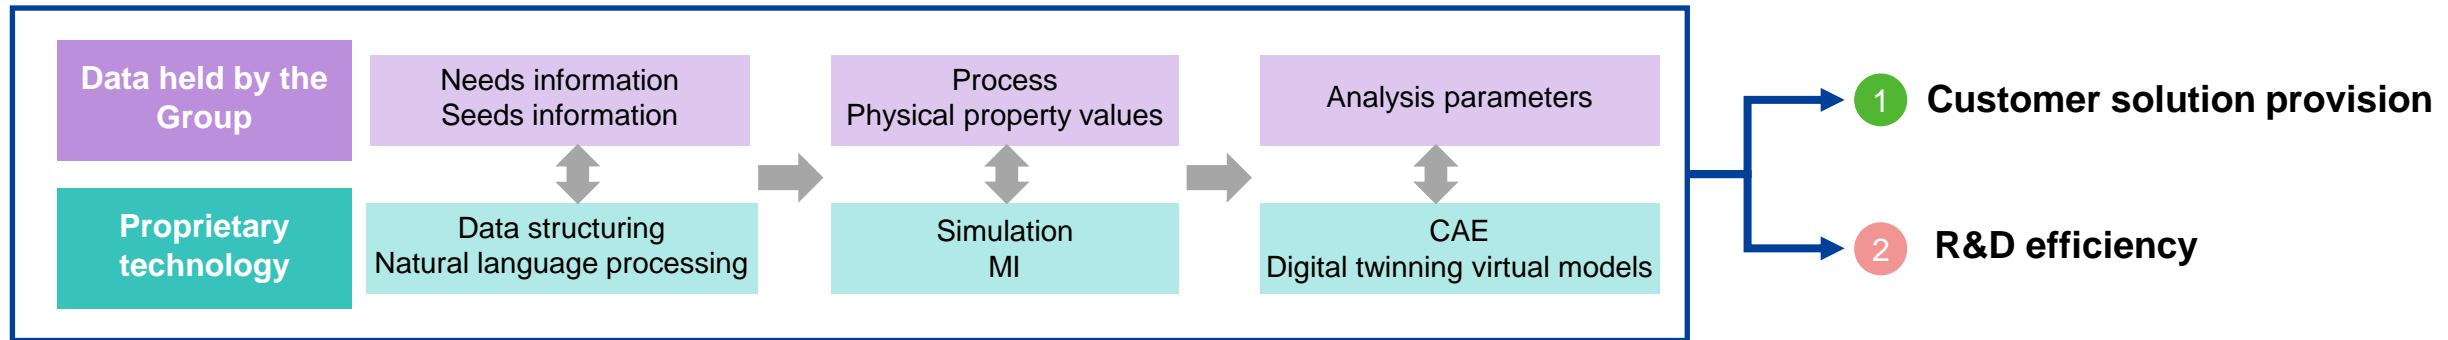 Data held by the
Group
Needs information
Seeds information
Process
Physical property values
Analysis parameters
Proprietary
technology
Data structuring
Natural language processing
Simulation
MI
CAE
Digital twinning virtual models
1
Customer solution provision
2
R&D efficiency